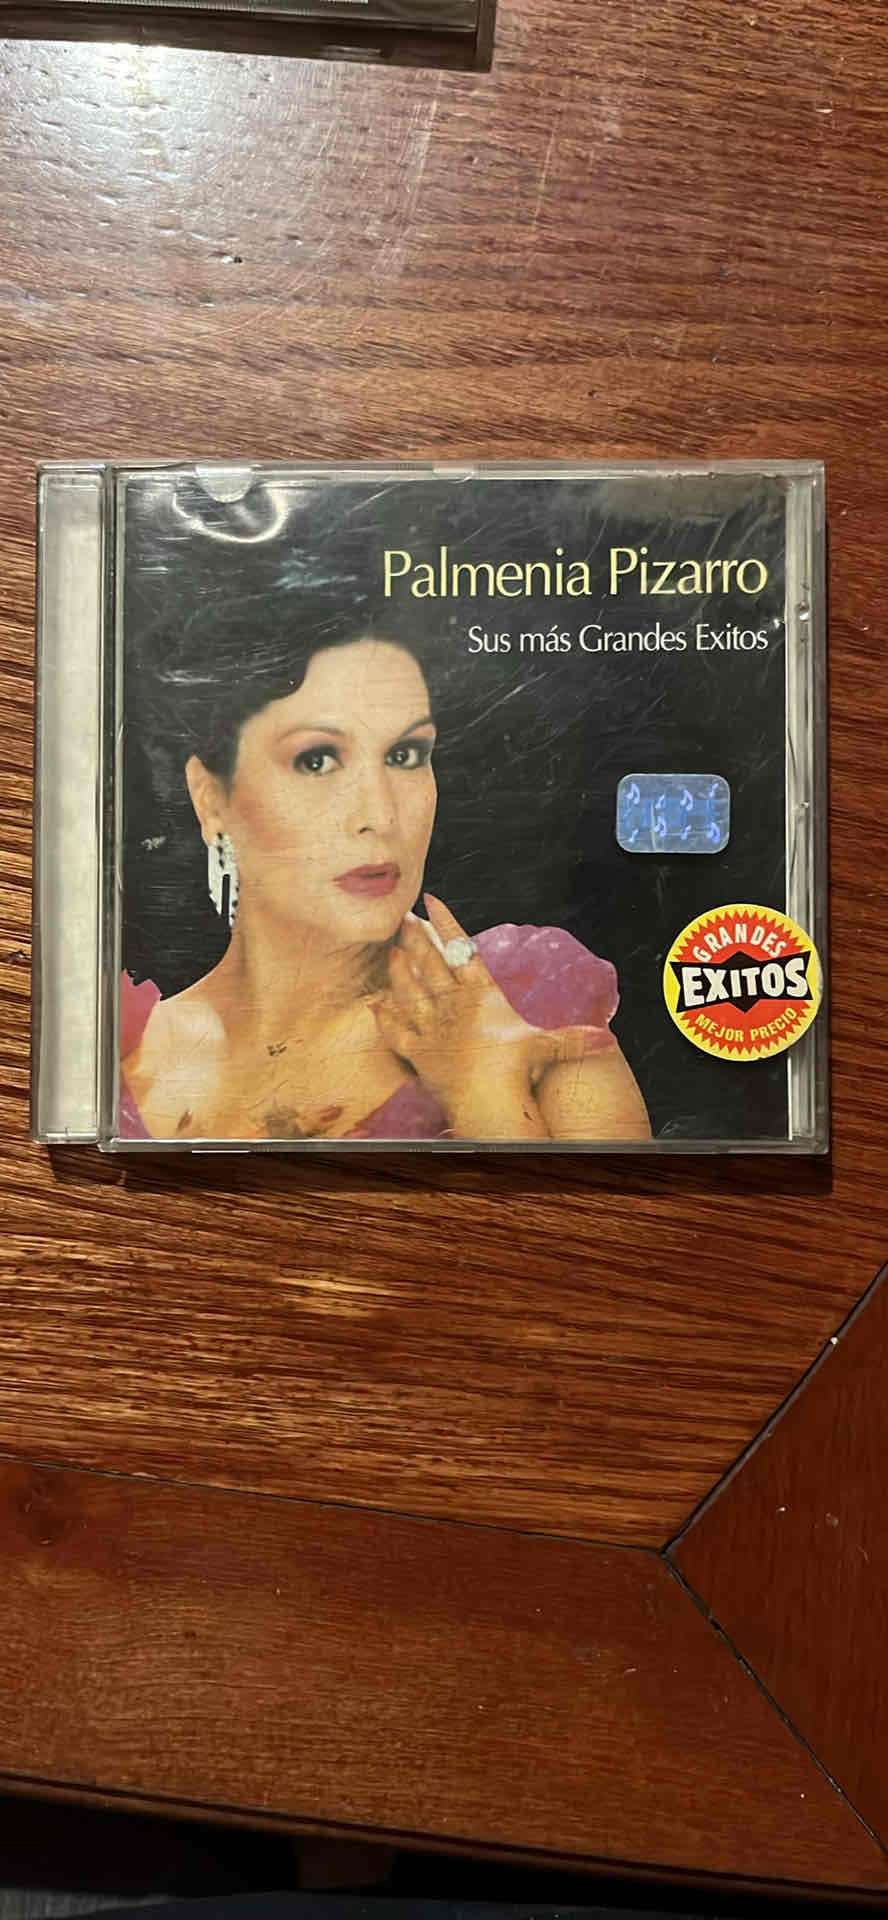 Palmenia Pizarro
Sus más Grandes Exitos
GRANDES
EXITOS
MEJOR PRECIO